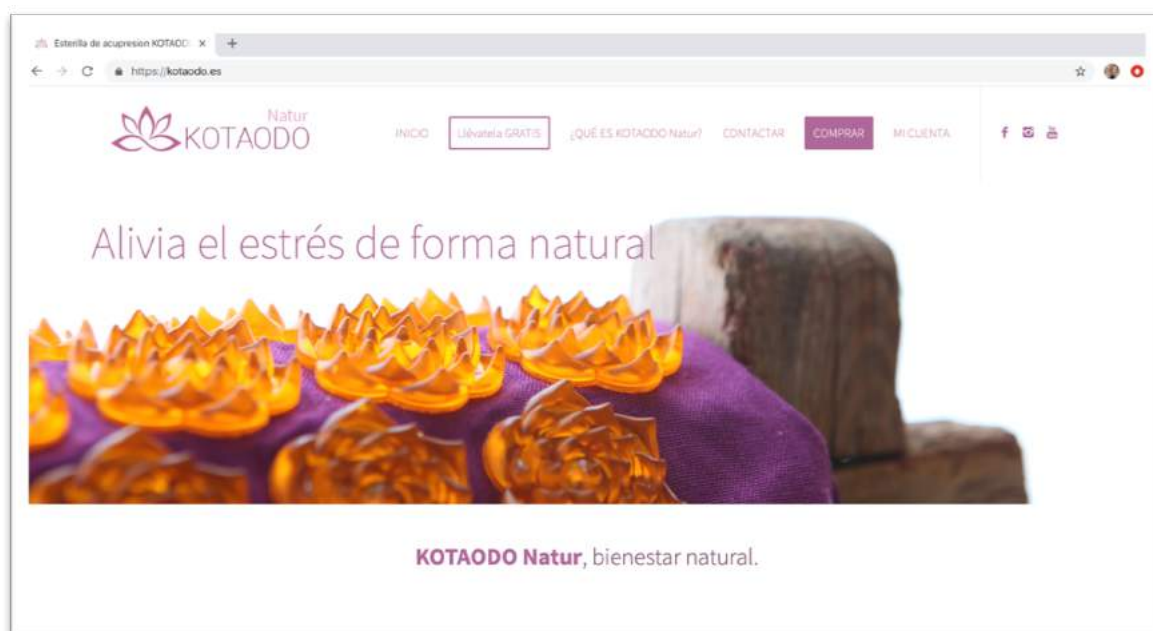 Esterilla de acupresion KOTAOD
https://kotaodo.es
Natur
KOTAODO
INICIO
Llévatela GRATIS
¿QUÉ ES KOTAODO Natur?
CONTACTAR
COMPRAR
MI CUENTA
Alivia el estrés de forma natural
KOTAODO Natur, bienestar natural.